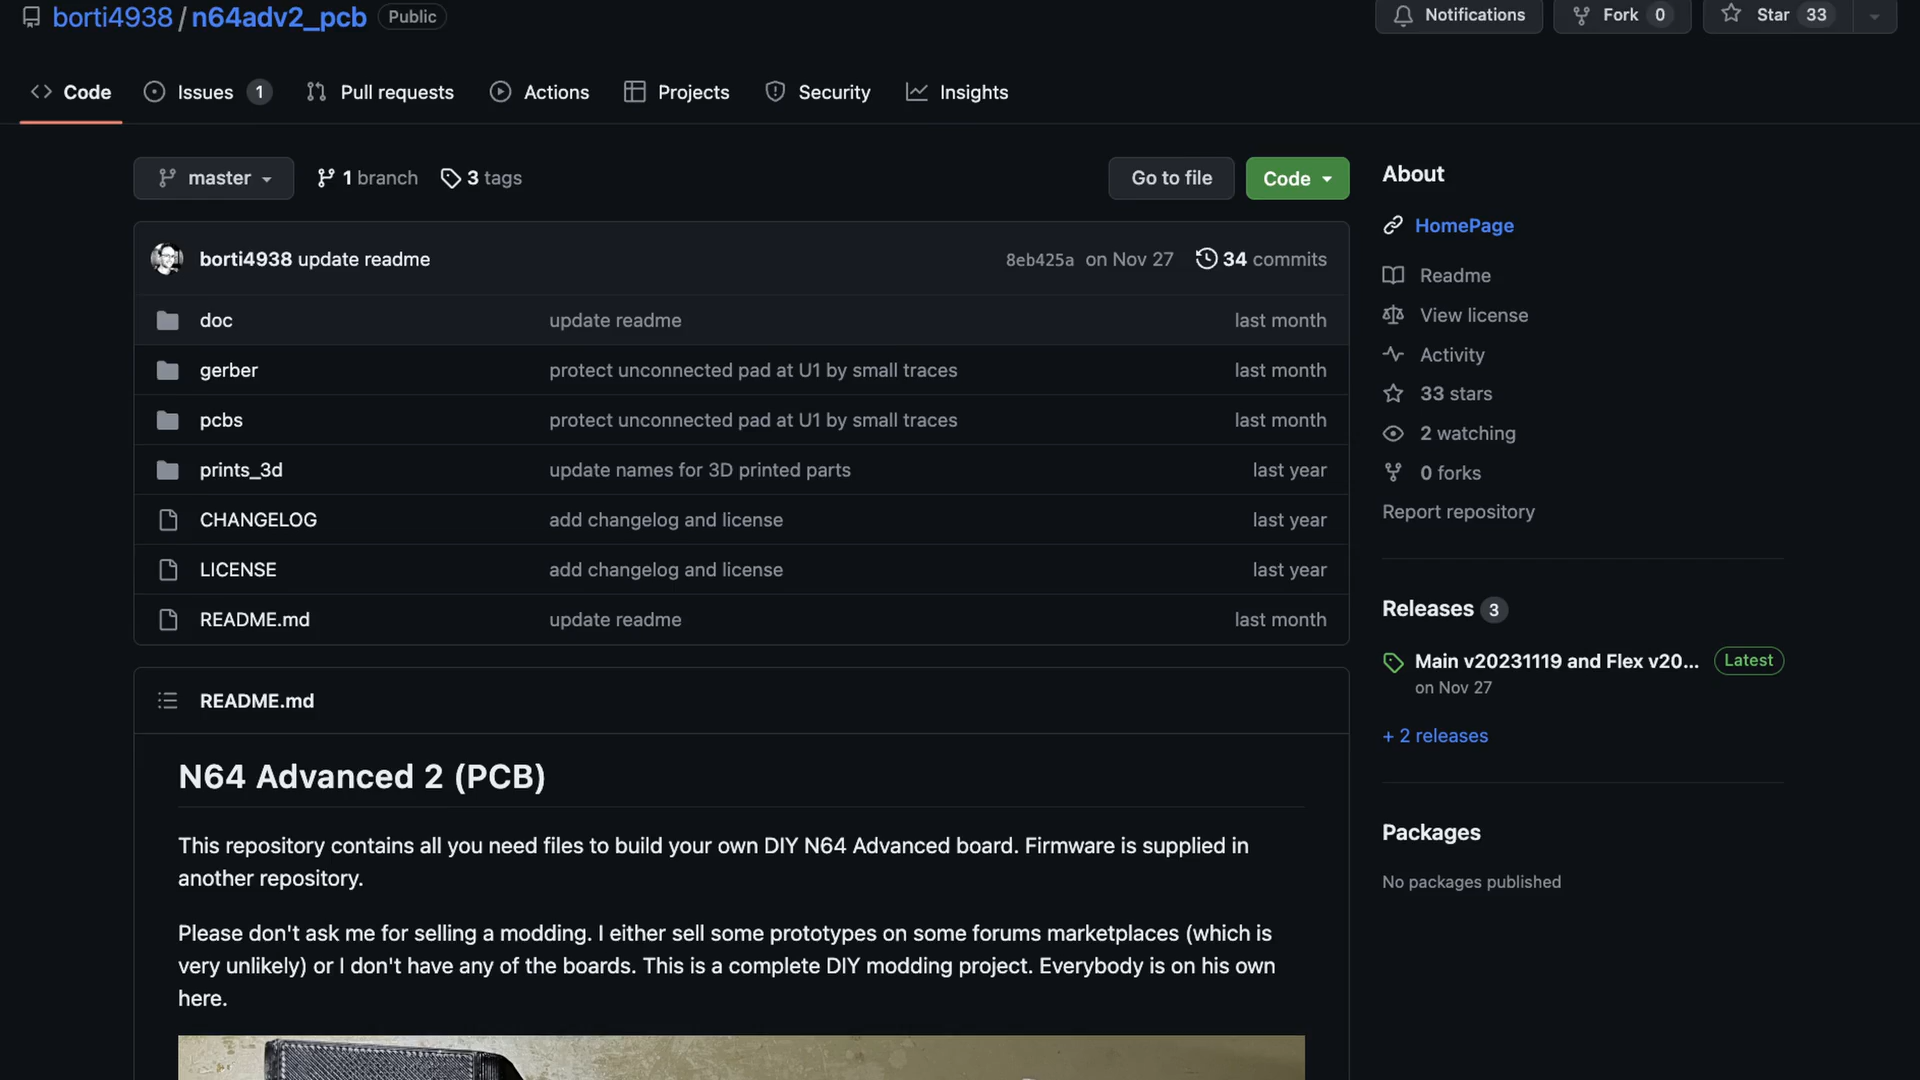 borti4938 / n64adv2_pcb Public
Notifications Fork 0 Star 33
Code Issues 1 Pull requests Actions Projects Security Insights
master 1 branch 3 tags Go to file Code
borti4938 update readme 8eb425a on Nov 27 34 commits
doc update readme last month
gerber protect unconnected pad at U1 by small traces last month
pcbs protect unconnected pad at U1 by small traces last month
prints_3d update names for 3D printed parts last year
CHANGELOG add changelog and license last year
LICENSE add changelog and license last year
README.md update readme last month
README.md
N64 Advanced 2 (PCB)
This repository contains all you need files to build your own DIY N64 Advanced board. Firmware is supplied in
another repository.
Please don't ask me for selling a modding. I either sell some prototypes on some forums marketplaces (which is
very unlikely) or I don't have any of the boards. This is a complete DIY modding project. Everybody is on his own
here.
About
HomePage
Readme
View license
Activity
33 stars
2 watching
0 forks
Report repository
Releases 3
Main v20231119 and Flex v20... Latest
on Nov 27
+ 2 releases
Packages
No packages published